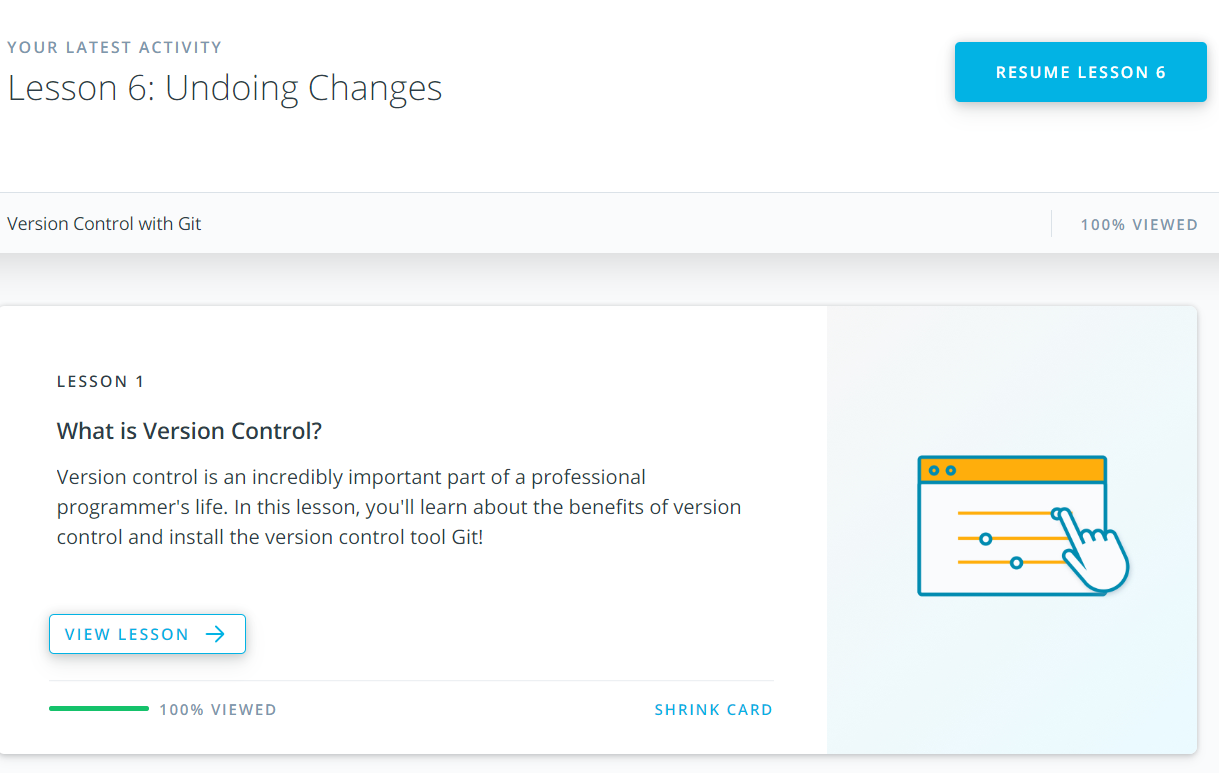 YOUR LATEST ACTIVITY
Lesson 6: Undoing Changes
RESUME LESSON 6
Version Control with Git
100% VIEWED
LESSON 1
What is Version Control?
Version control is an incredibly important part of a professional
programmer's life. In this lesson, you'll learn about the benefits of version
control and install the version control tool Git!
VIEW LESSON
100% VIEWED
SHRINK CARD